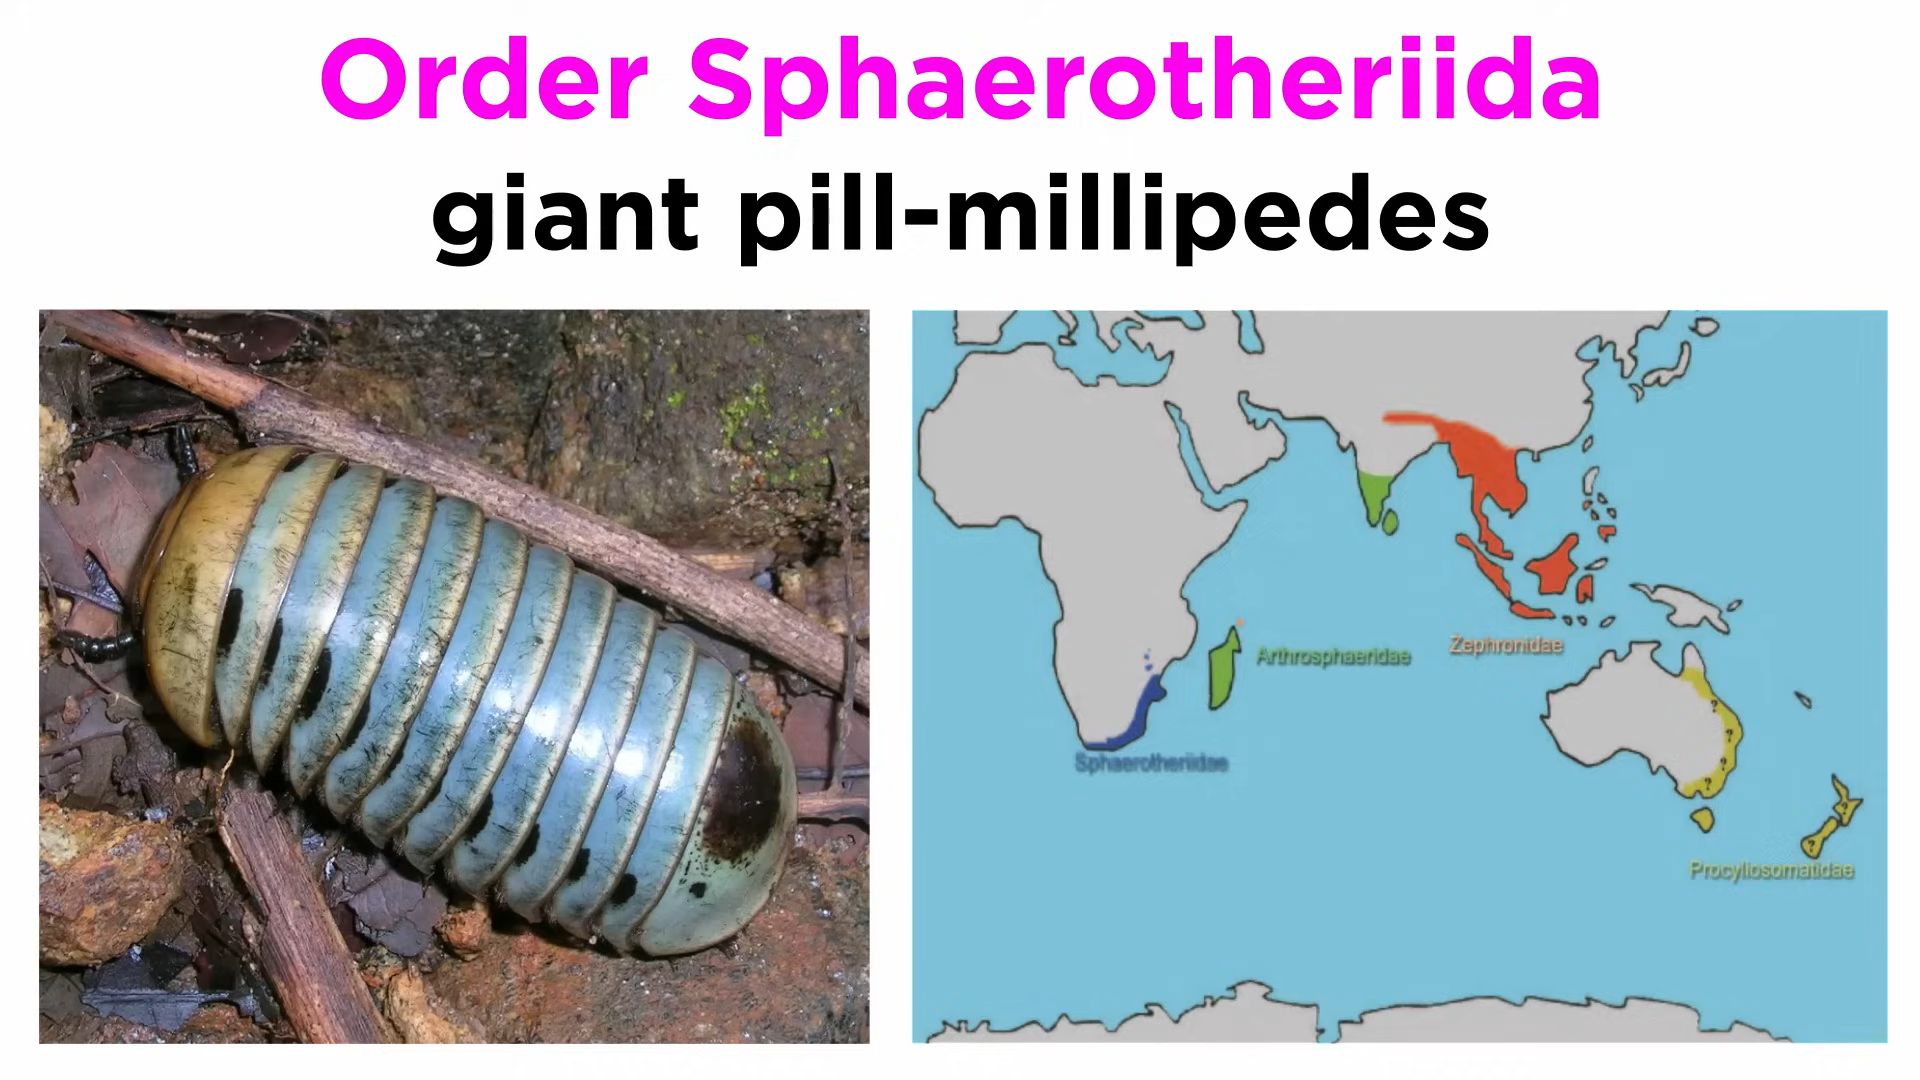 Order Sphaerotheriida
giant pill-millipedes
Arthrosphaeridae
Zephronidae
Sphaerotheriidae
Procyliosomatidae
? ? ? ? ?
? ?